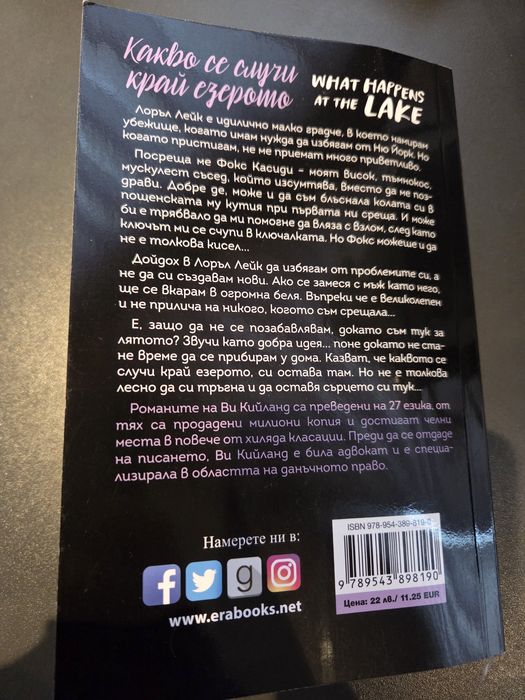 Какво се случи
край езерото
WHAT HAPPENS
AT THE LAKE
Лоръл Лейк е идилично малко градче, в което намирам
убежище, когато имам нужда да избягам от Ню Йорк. Но
когато пристигам, не ме приемат много приветливо.
Посреща ме Фокс Касиди – моят висок, тъмнокос,
мускулест съсед, който изсумтява, вместо да ме поз-
драви. Добре де, може и да съм блъснала колата си в
пощенската му кутия при първата ни среща. И може
би е трябвало да ми помогне да вляза с взлом, след като
ключът ми се счупи в ключалката. Но Фокс можеше и да
не е толкова кисел...
Дойдох в Лоръл Лейк да избягам от проблемите си, а
не да си създавам нови. Ако се замеся с мъж като него,
ще се вкарам в огромна беля. Въпреки че е великолепен
и не прилича на никого, когото съм срещала...
Е, защо да не се позабавлявам, докато съм тук за
лятото? Звучи като добра идея... поне докато не ста-
не време да се прибирам у дома. Казват, че каквото се
случи край езерото, си остава там. Но не е толкова
лесно да си тръгна и да оставя сърцето си тук...
Романите на Ви Кийланд са преведени на 27 езика, от
тях са продадени милиони копия и достигат челни
места в повече от хиляда класации. Преди да се отдаде
на писането, Ви Кийланд е била адвокат и е специа-
лизирала в областта на данъчното право.
Намерете ни в:
www.erabooks.net
ISBN 978-954-389-819-0
9 789543 898190
Цена: 22 лв./ 11.25 EUR